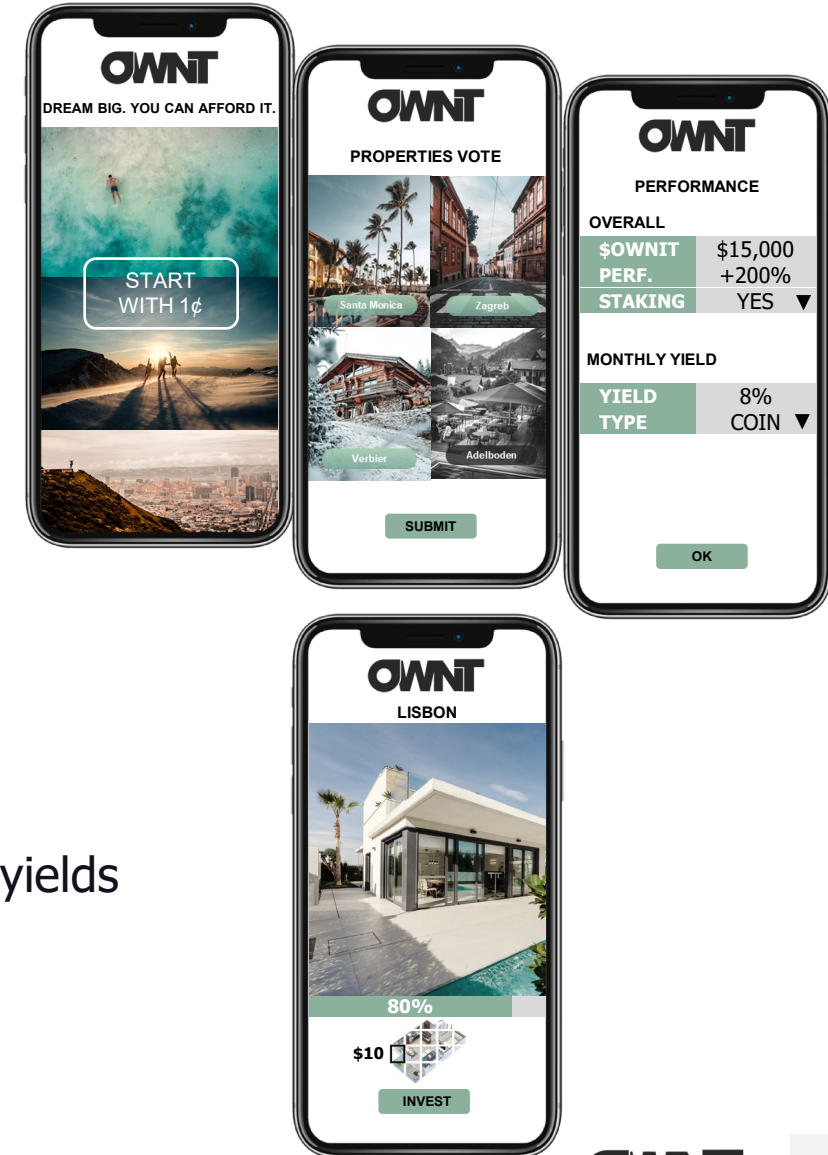 OWNT
DREAM BIG. YOU CAN AFFORD IT.
START
WITH 1¢
OWNT
PROPERTIES VOTE
Santa Monica
Zagreb
Verbier
Adelboden
SUBMIT
OWNT
PERFORMANCE
OVERALL
$OWNIT $15,000
PERF. +200%
STAKING YES ▼
MONTHLY YIELD
YIELD 8%
TYPE COIN ▼
OK
yields
OWNT
LISBON
80%
$10
INVEST